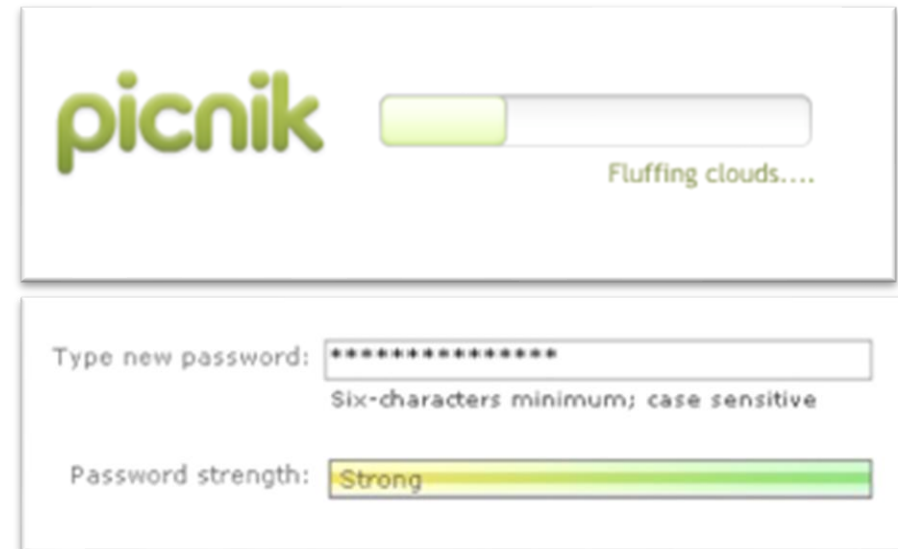 picnik
Fluffing clouds....
Type new password: ***************
Six-characters minimum; case sensitive
Password strength: Strong